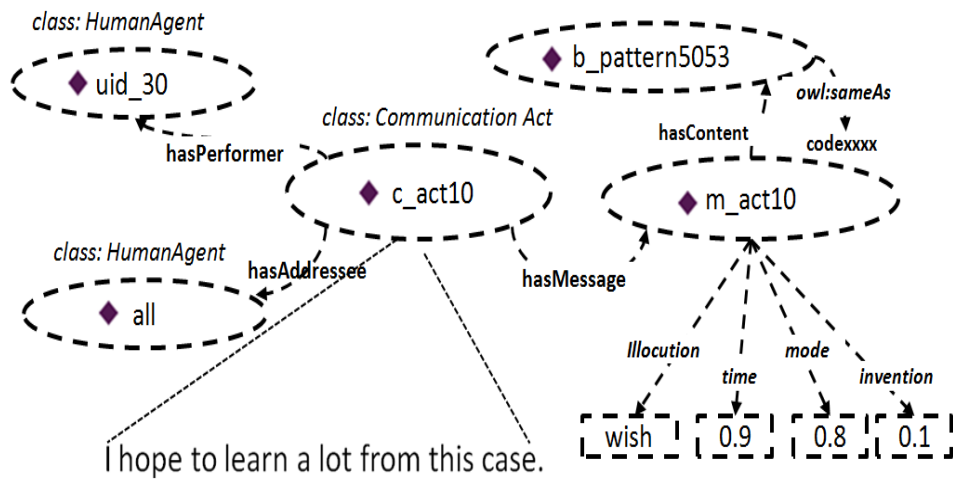 class: HumanAgent
uid_30
b_pattern5053
owl:sameAs
codexxxx
hasContent
class: Communication Act
hasPerformer
c_act10
m_act10
class: HumanAgent
hasAddressee
hasMessage
all
Illocution
time
mode
invention
wish
0.9
0.8
0.1
I hope to learn a lot from this case.